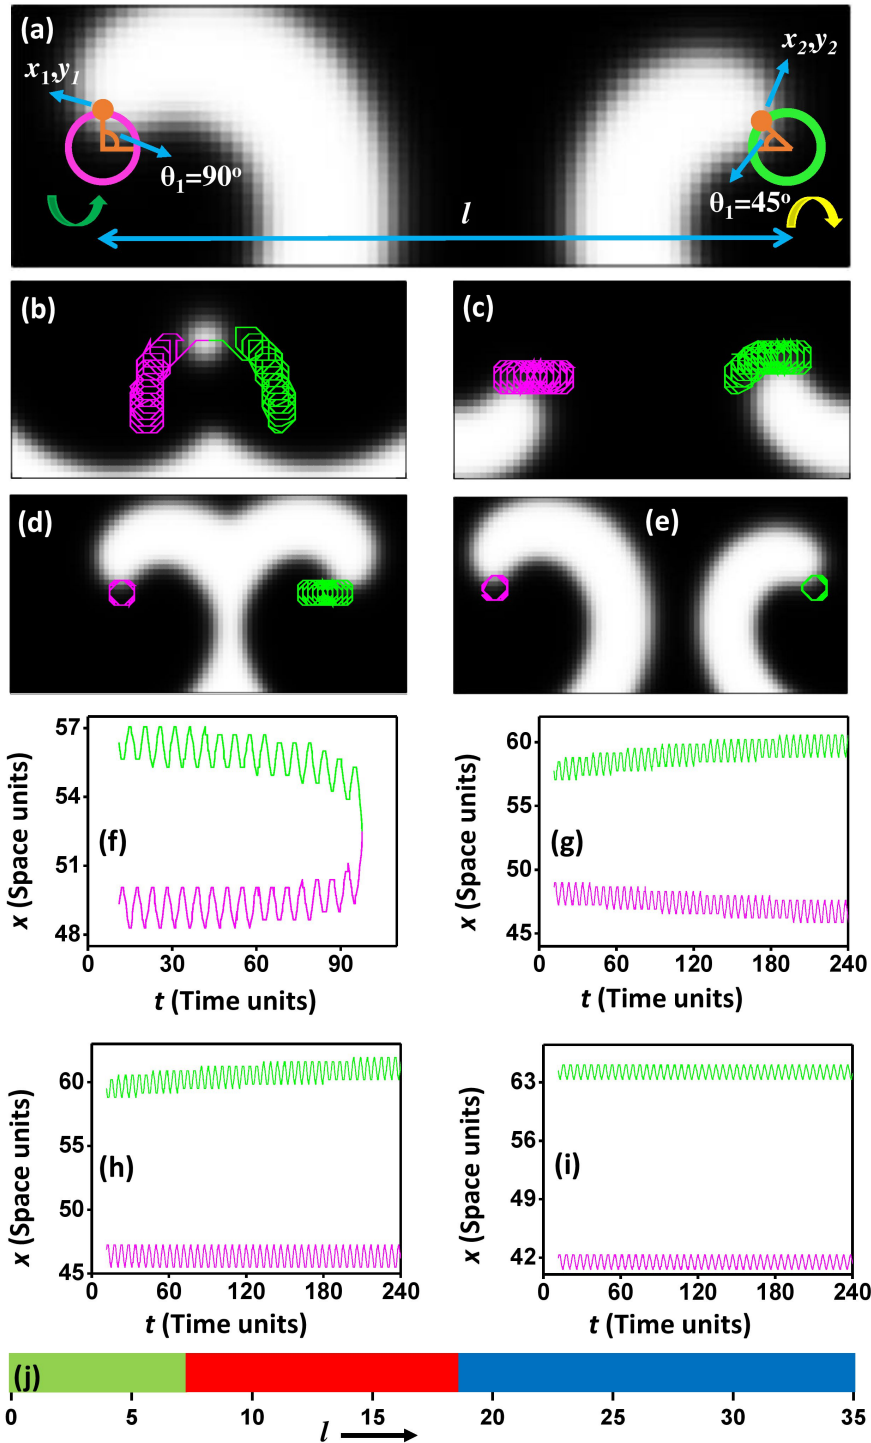 (a)
x1,y1
x2,y2
θ1=90o
θ1=45o
l
(b)
(c)
(d)
(e)
57
54
51
48
0 30 60 90
x (Space units)
t (Time units)
(f)
60
55
50
45
0 60 120 180 240
x (Space units)
t (Time units)
(g)
60
55
50
45
0 60 120 180 240
x (Space units)
t (Time units)
(h)
63
56
49
42
0 60 120 180 240
x (Space units)
t (Time units)
(i)
(j)
0 5 10 15 20 25 30 35
l